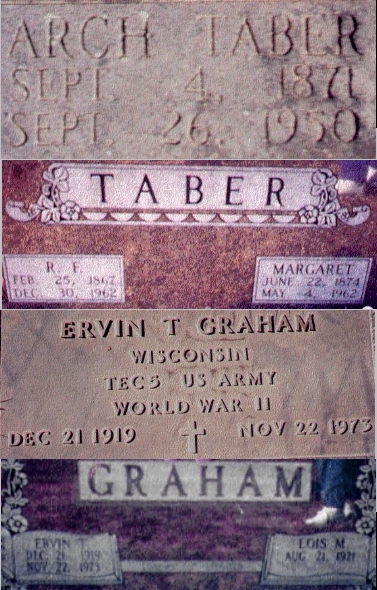 ARCH TABER
SEPT. 4, 1871
SEPT. 26, 1950
TABER
R. F.
FEB. 25, 1867
DEC. 30, 1962
MARGARET
JUNE 22, 1874
MAY 4, 1962
ERVIN T GRAHAM
WISCONSIN
TEC5 US ARMY
WORLD WAR II
DEC 21 1919 NOV 22 1973
GRAHAM
ERVIN T.
DEC. 21, 1919
NOV. 22, 1973
LOIS M.
AUG. 21, 1921